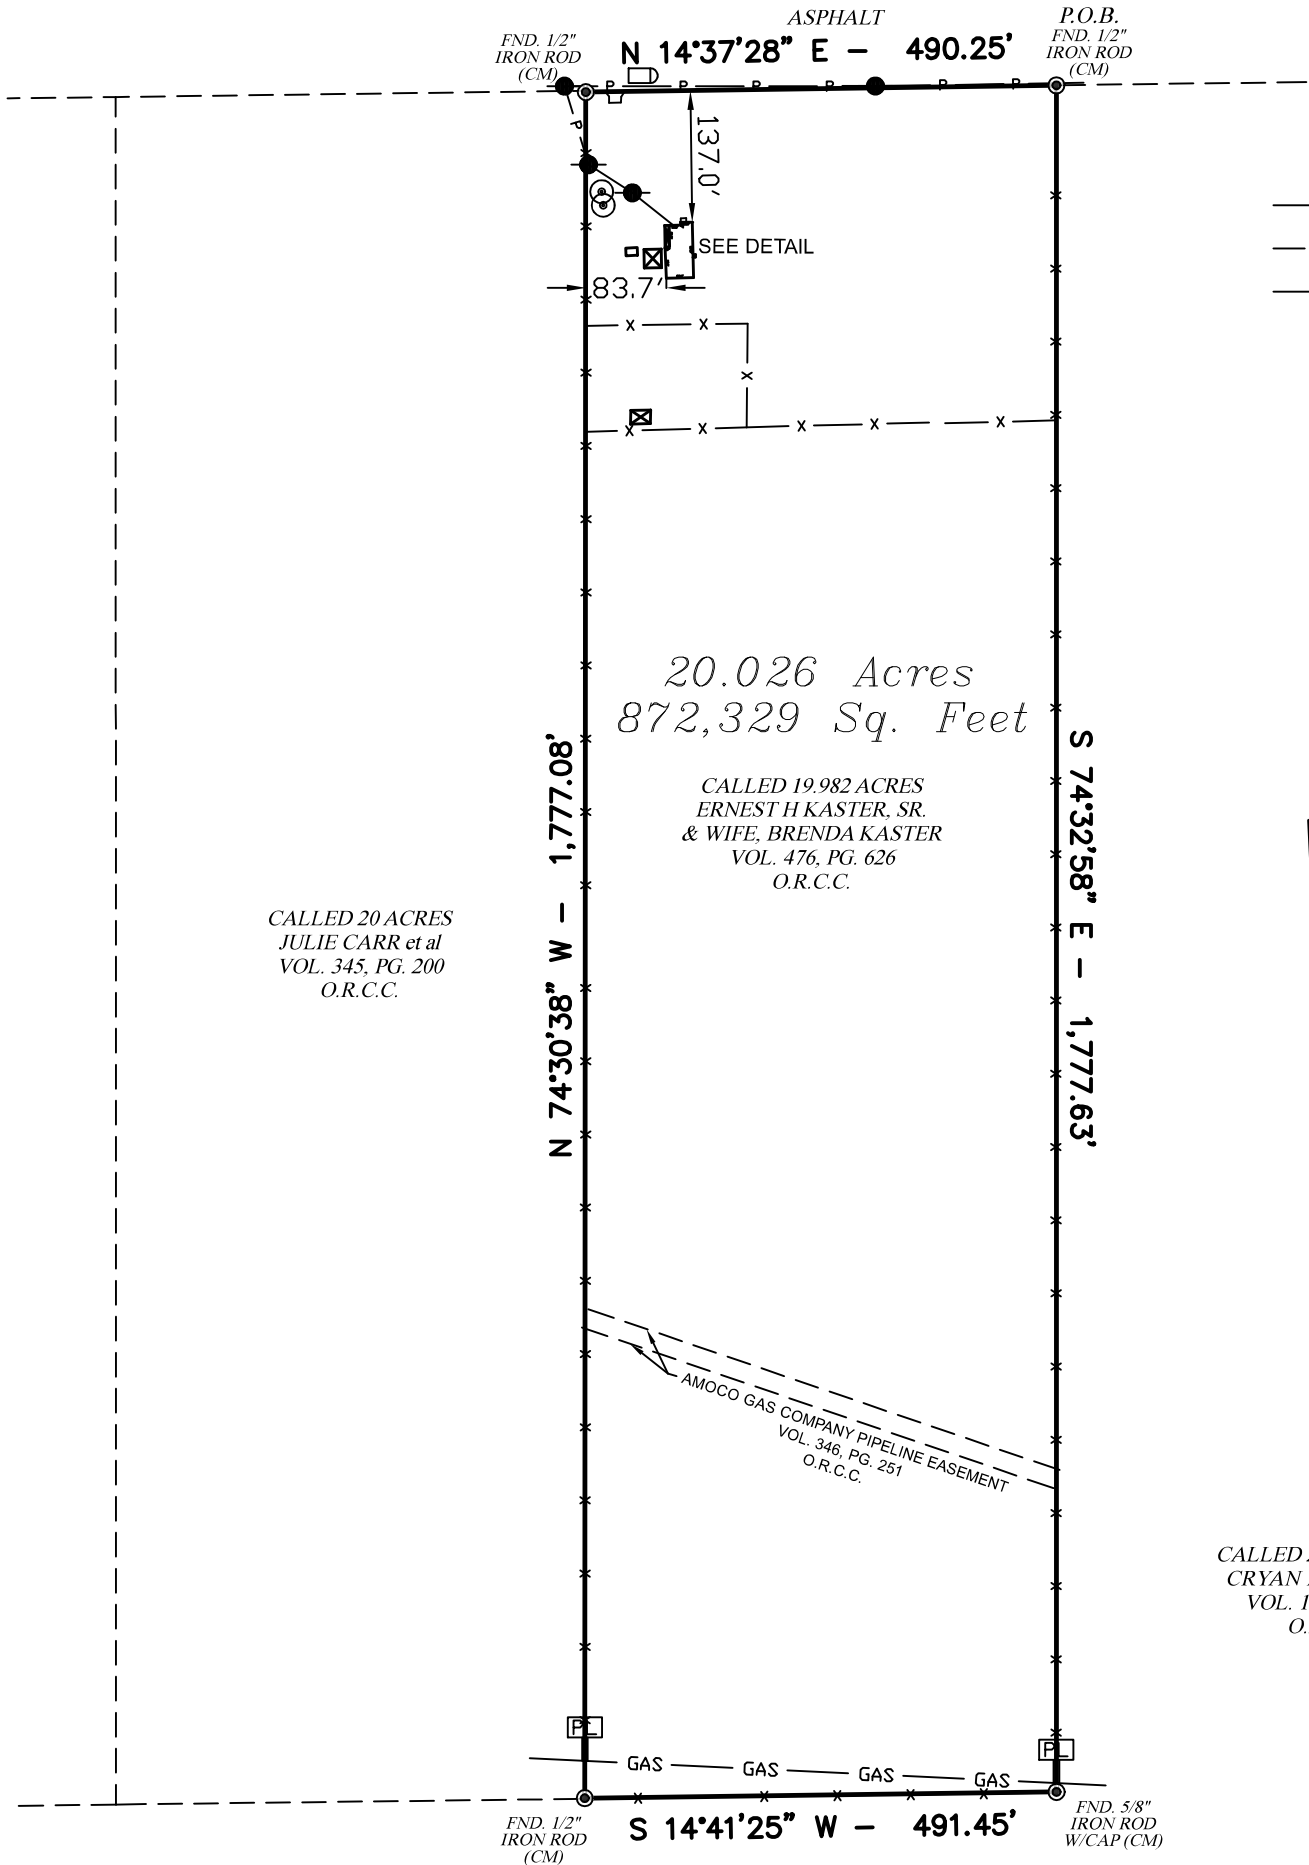 ASPHALT
P.O.B.
FND. 1/2"
IRON ROD
(CM)
N 14°37'28" E - 490.25'
FND. 1/2"
IRON ROD
(CM)
P P P P P P
P
137.0'
SEE DETAIL
83.7'
20.026 Acres
872,329 Sq. Feet
CALLED 19.982 ACRES
ERNEST H KASTER, SR.
& WIFE, BRENDA KASTER
VOL. 476, PG. 626
O.R.C.C.
N 74°30'38" W - 1,777.08'
S 74°32'58" E - 1,777.63'
CALLED 20 ACRES
JULIE CARR et al
VOL. 345, PG. 200
O.R.C.C.
AMOCO GAS COMPANY PIPELINE EASEMENT
VOL. 346, PG. 251
O.R.C.C.
CALLED
CRYAN
VOL. 1
O.
PL
PL
GAS GAS GAS GAS
FND. 1/2"
IRON ROD
(CM)
S 14°41'25" W - 491.45'
FND. 5/8"
IRON ROD
W/CAP (CM)